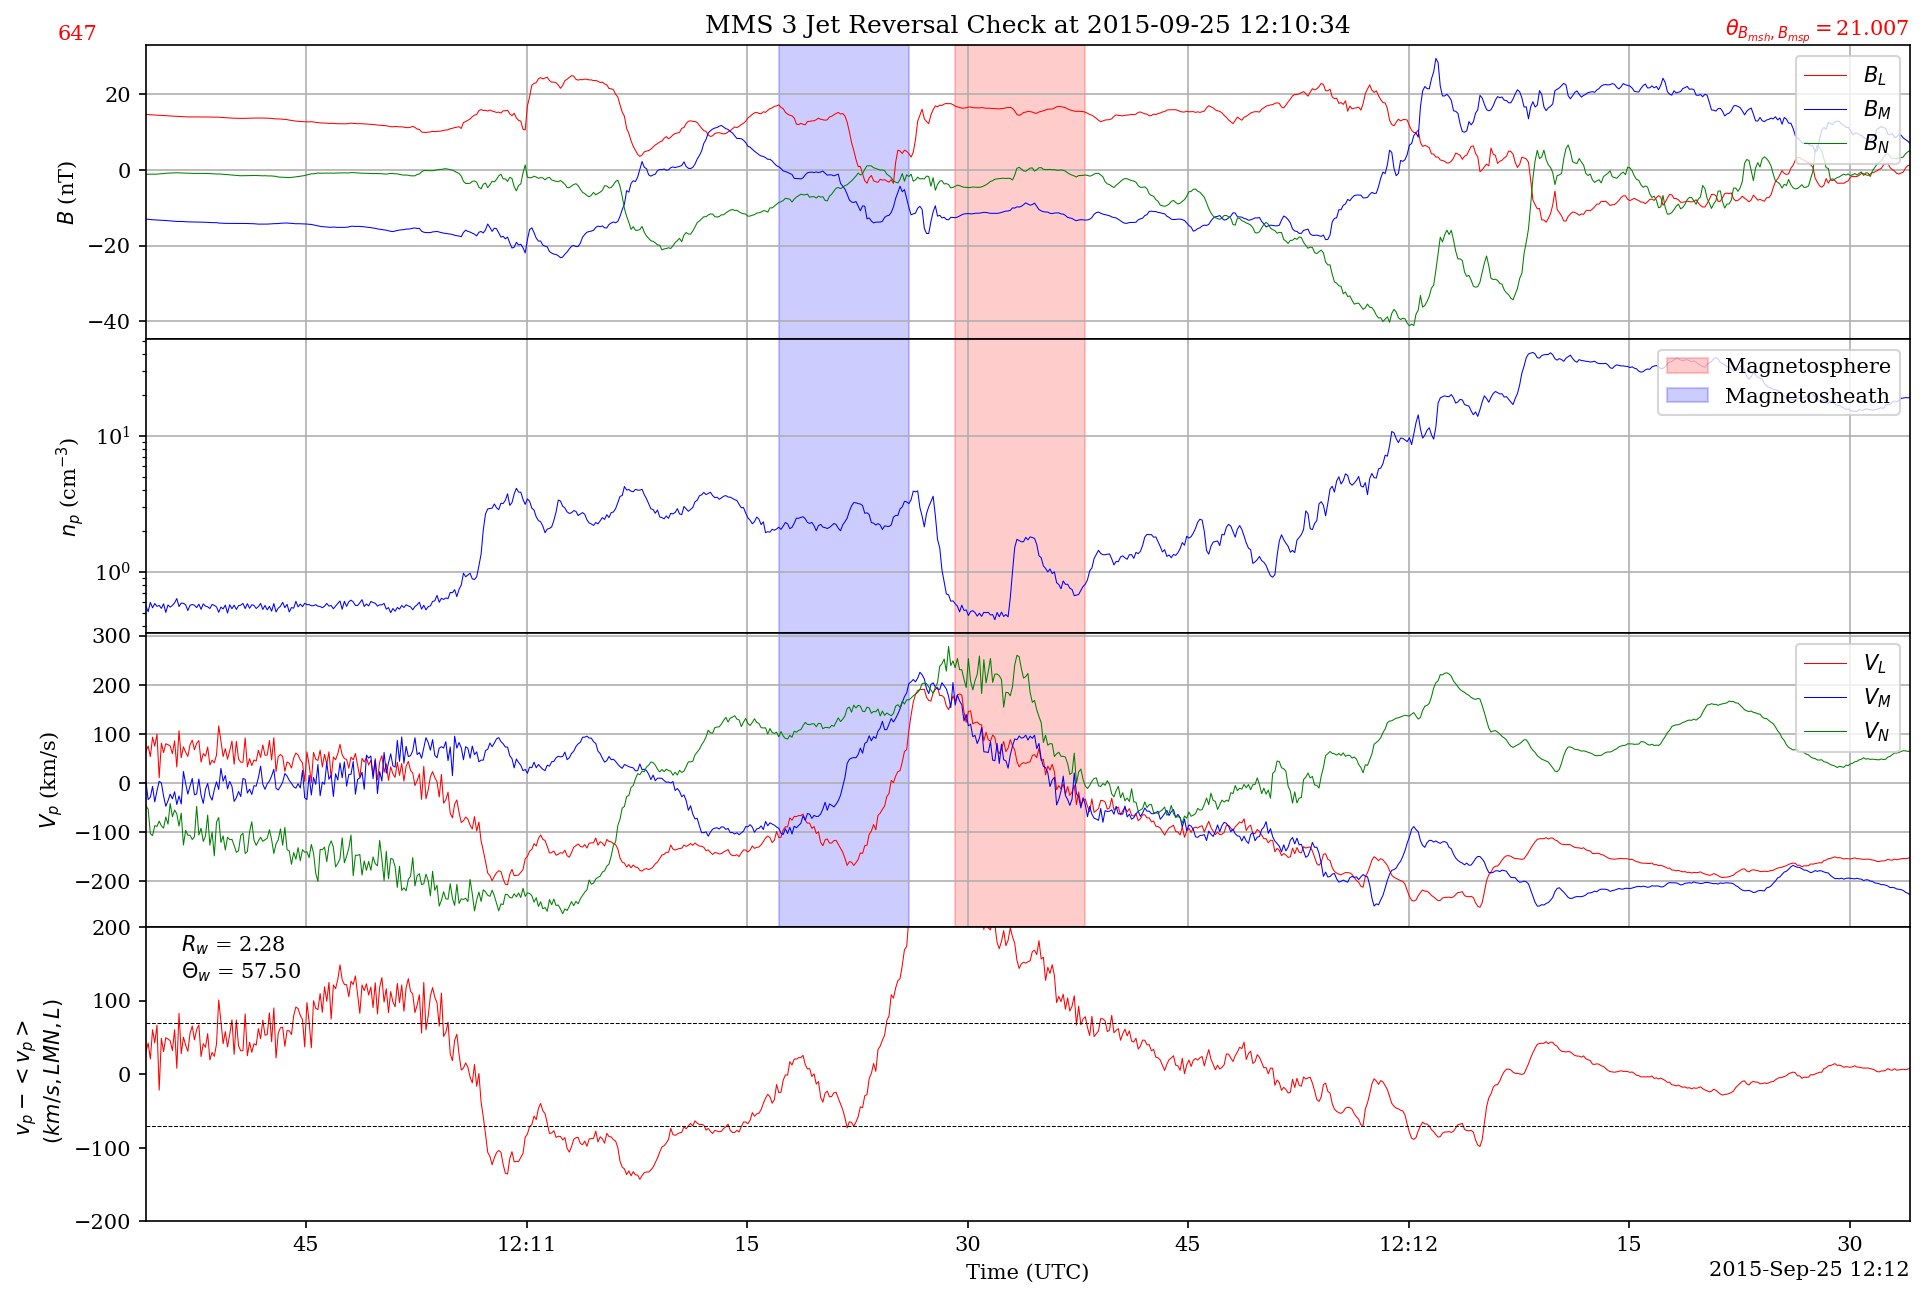 MMS 3 Jet Reversal Check at 2015-09-25 12:10:34
647
θ_{B_{msh}, B_{msp}} = 21.007
20
0
−20
−40
B (nT)
B_L
B_M
B_N
10^1
10^0
n_p (cm^{−3})
Magnetosphere
Magnetosheath
300
200
100
0
−100
−200
V_p (km/s)
V_L
V_M
V_N
200
100
0
−100
−200
v_p − < v_p >
(km/s, LMN, L)
R_w = 2.28
Θ_w = 57.50
45
12:11
15
30
45
12:12
15
30
Time (UTC)
2015-Sep-25 12:12